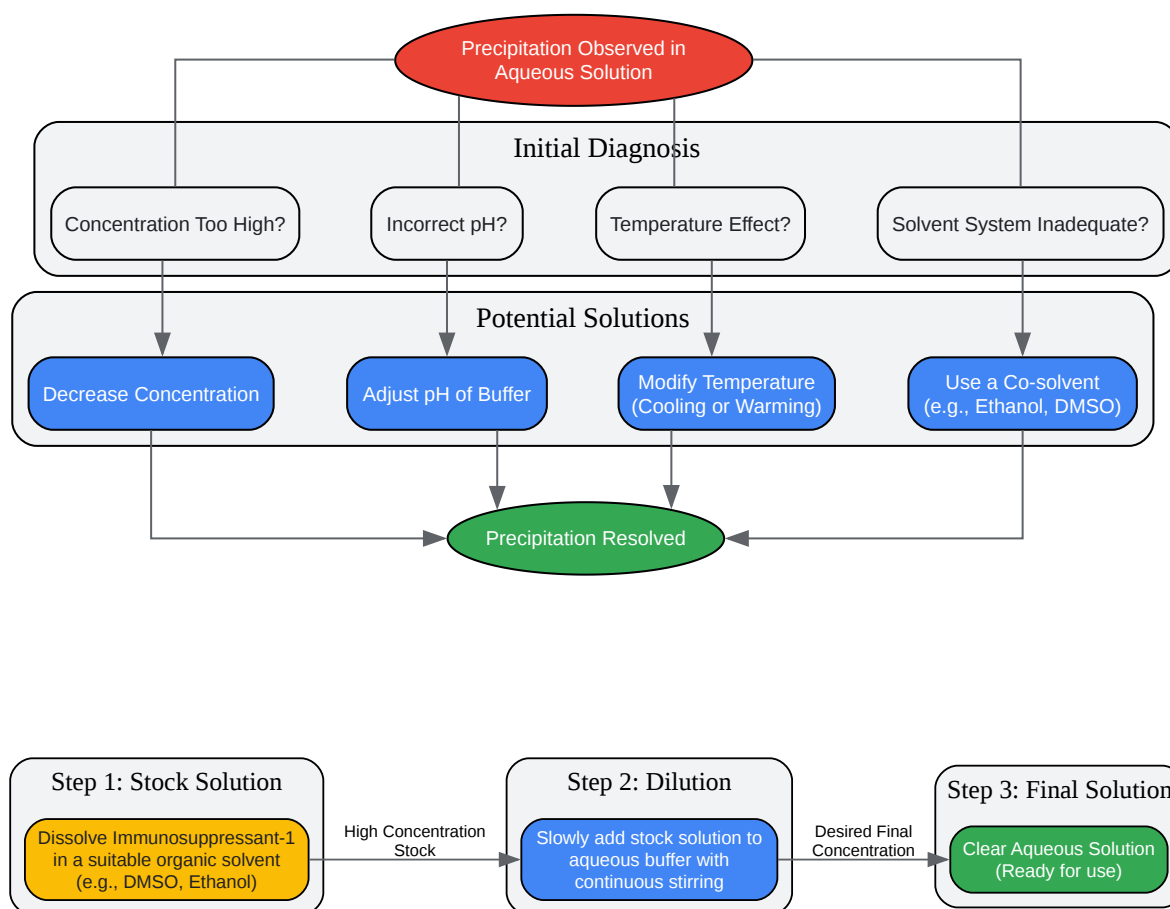 Precipitation Observed in
Aqueous Solution
Initial Diagnosis
Concentration Too High?
Incorrect pH?
Temperature Effect?
Solvent System Inadequate?
Potential Solutions
Decrease Concentration
Adjust pH of Buffer
Modify Temperature
(Cooling or Warming)
Use a Co-solvent
(e.g., Ethanol, DMSO)
Precipitation Resolved
Step 1: Stock Solution
Dissolve Immunosuppressant-1
in a suitable organic solvent
(e.g., DMSO, Ethanol)
High Concentration
Stock
Step 2: Dilution
Slowly add stock solution to
aqueous buffer with
continuous stirring
Desired Final
Concentration
Step 3: Final Solution
Clear Aqueous Solution
(Ready for use)